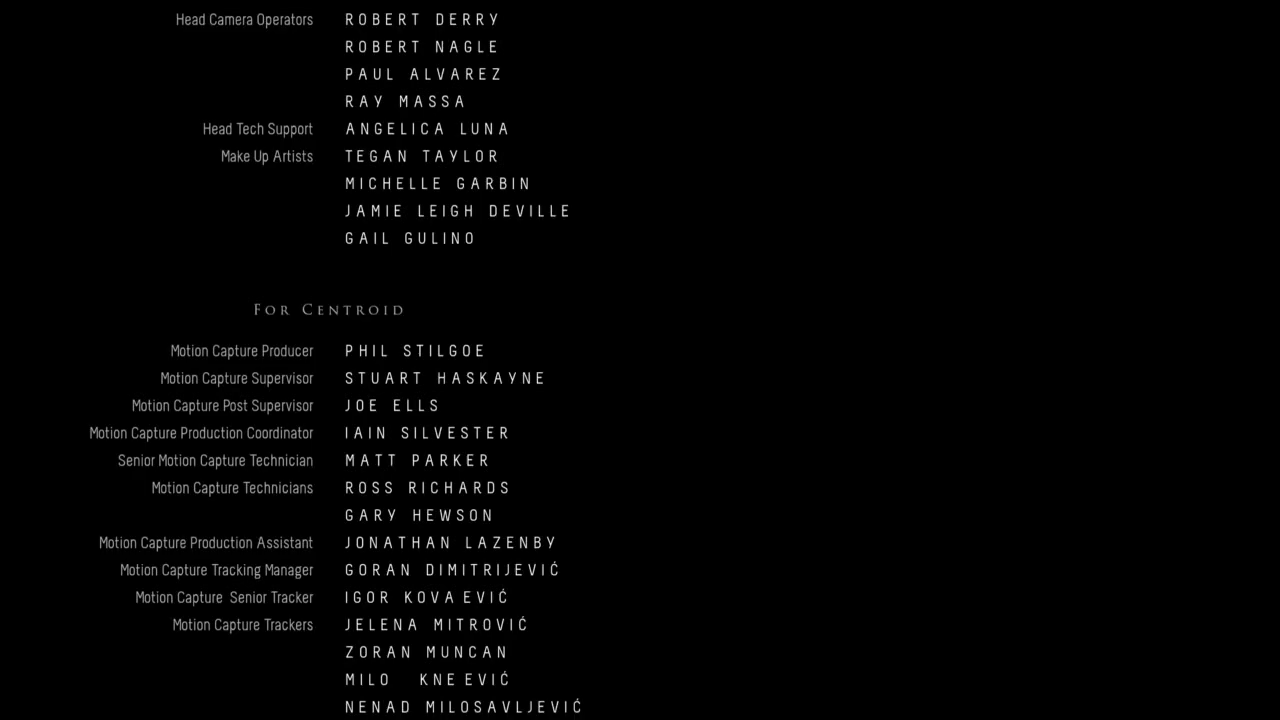 Head Camera Operators ROBERT DERRY
ROBERT NAGLE
PAUL ALVAREZ
RAY MASSA
Head Tech Support ANGELICA LUNA
Make Up Artists TEGAN TAYLOR
MICHELLE GARBIN
JAMIE LEIGH DEVILLE
GAIL GULINO
FOR CENTROID
Motion Capture Producer PHIL STILGOE
Motion Capture Supervisor STUART HASKAYNE
Motion Capture Post Supervisor JOE ELLS
Motion Capture Production Coordinator IAIN SILVESTER
Senior Motion Capture Technician MATT PARKER
Motion Capture Technicians ROSS RICHARDS
GARY HEWSON
Motion Capture Production Assistant JONATHAN LAZENBY
Motion Capture Tracking Manager GORAN DIMITRIJEVIĆ
Motion Capture Senior Tracker IGOR KOVA EVIĆ
Motion Capture Trackers JELENA MITROVIĆ
ZORAN MUNCAN
MILO KNE EVIĆ
NENAD MILOSAVLJEVIĆ